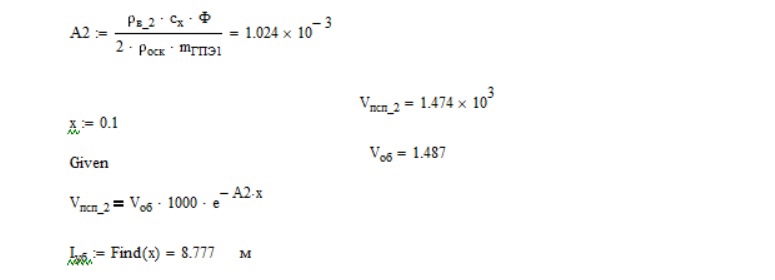 A2 := (ρв_2 · cx · Ф) / (2 · ρоск · mГПЭ1) = 1.024 × 10^-3
Vпсп_2 = 1.474 × 10^3
x := 0.1
Vоб = 1.487
Given
Vпсп_2 = Vоб · 1000 · e^(-A2·x)
:= Find(x) = 8.777 м